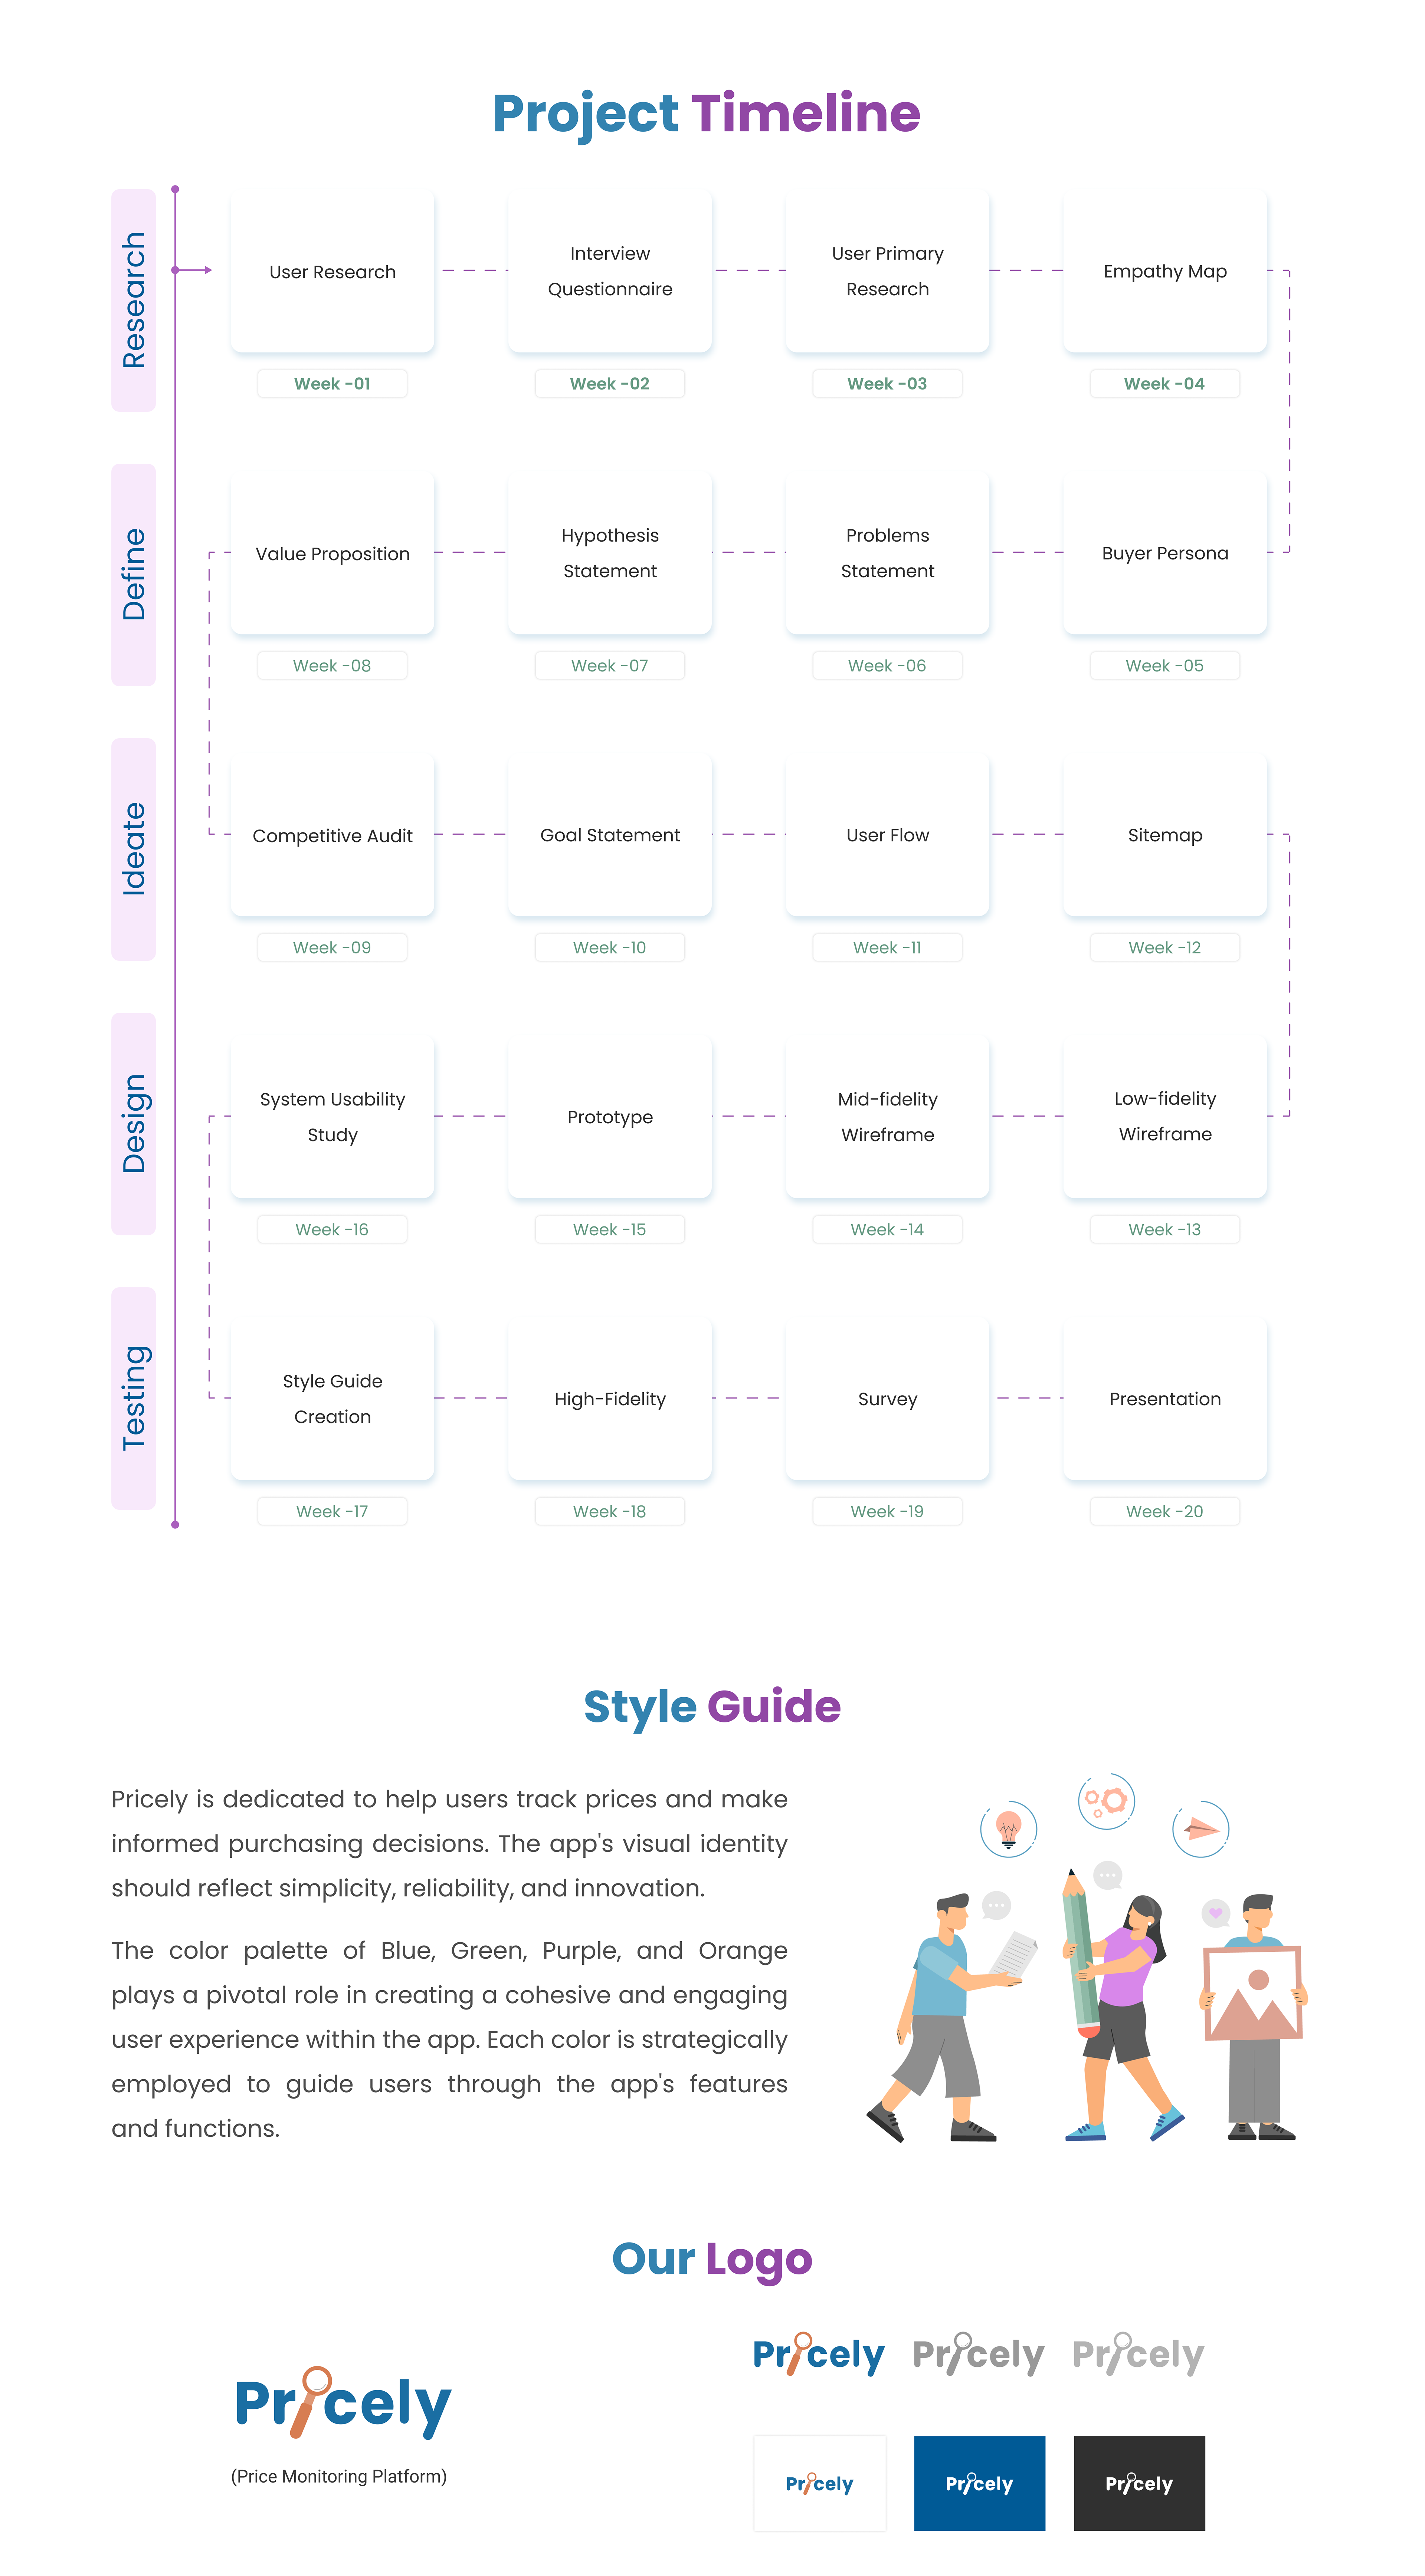 Project Timeline
Research
User Research
Interview
Questionnaire
User Primary
Research
Empathy Map
Week -01
Week -02
Week -03
Week -04
Define
Value Proposition
Hypothesis
Statement
Problems
Statement
Buyer Persona
Week -08
Week -07
Week -06
Week -05
Ideate
Competitive Audit
Goal Statement
User Flow
Sitemap
Week -09
Week -10
Week -11
Week -12
Design
System Usability
Study
Prototype
Mid-fidelity
Wireframe
Low-fidelity
Wireframe
Week -16
Week -15
Week -14
Week -13
Testing
Style Guide
Creation
High-Fidelity
Survey
Presentation
Week -17
Week -18
Week -19
Week -20
Style Guide
Pricely is dedicated to help users track prices and make
informed purchasing decisions. The app's visual identity
should reflect simplicity, reliability, and innovation.
The color palette of Blue, Green, Purple, and Orange
plays a pivotal role in creating a cohesive and engaging
user experience within the app. Each color is strategically
employed to guide users through the app's features
and functions.
Our Logo
Pricely
(Price Monitoring Platform)
Pricely
Pricely
Pricely
Pricely
Pricely
Pricely